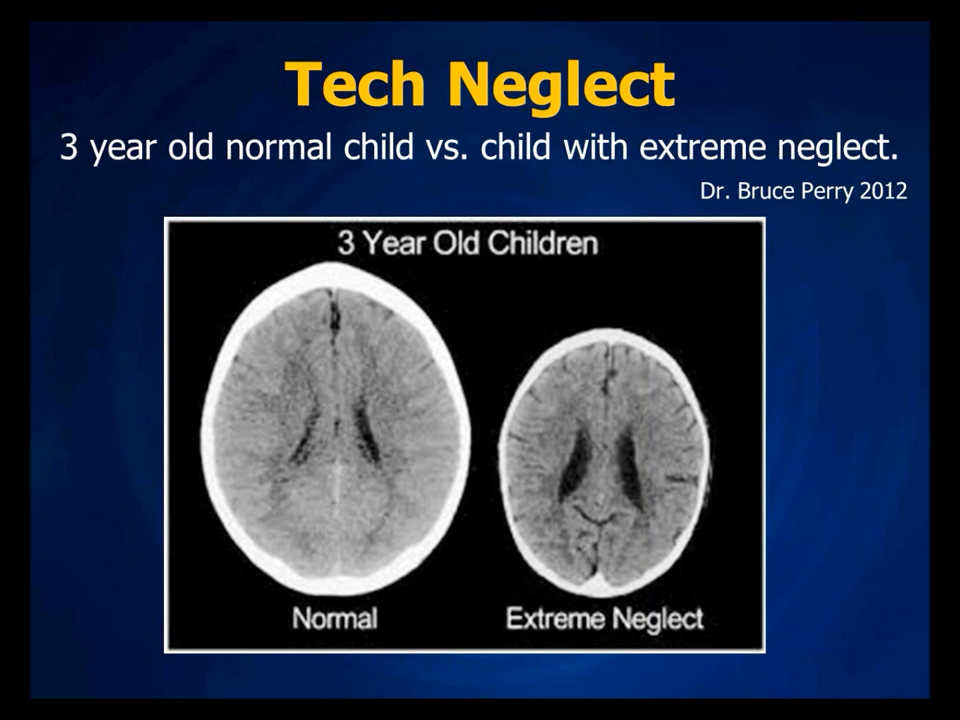 Tech Neglect
3 year old normal child vs. child with extreme neglect.
Dr. Bruce Perry 2012
3 Year Old Children
Normal
Extreme Neglect